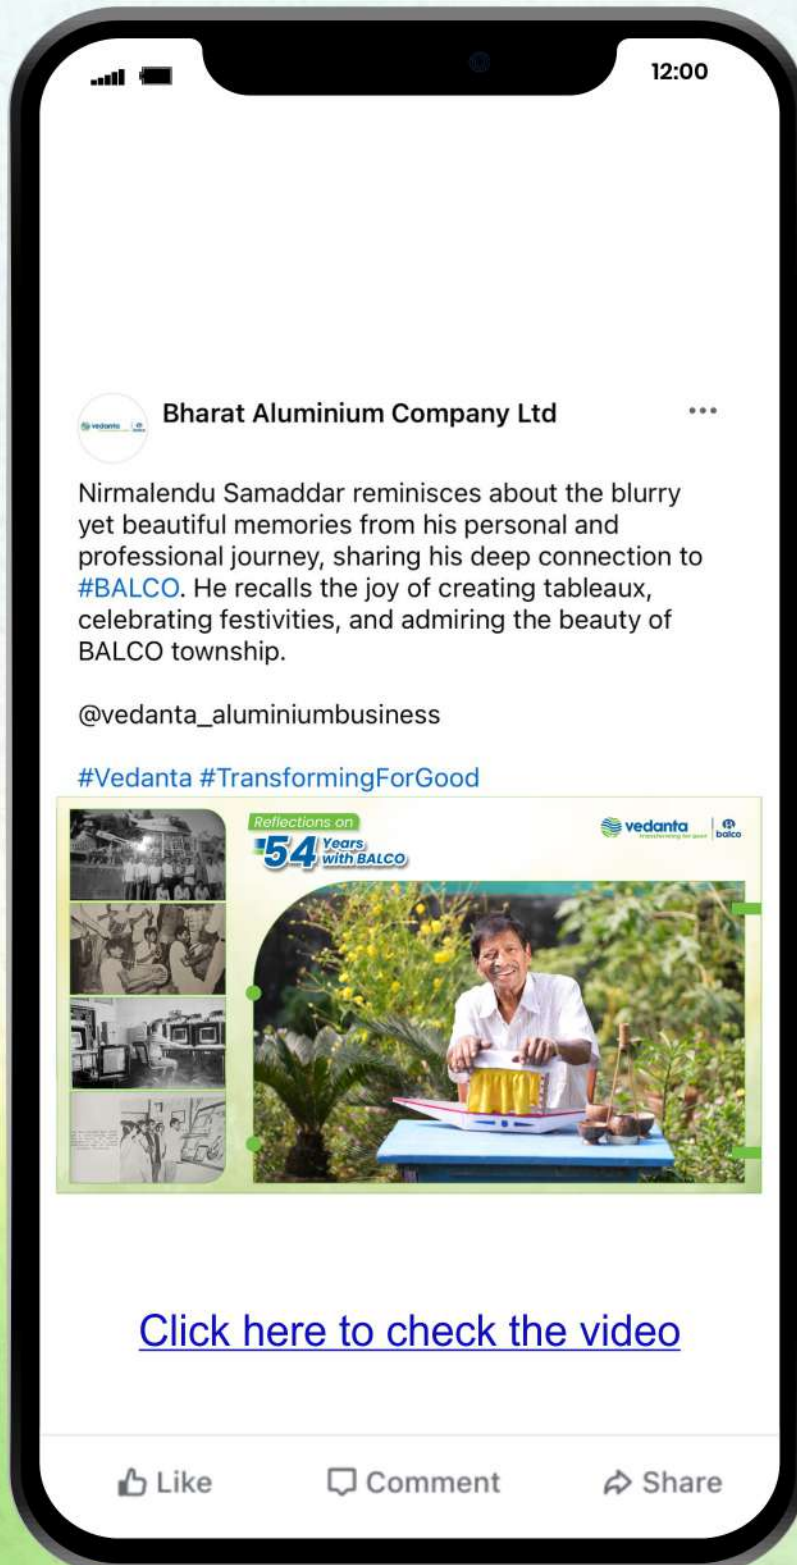 12:00
Bharat Aluminium Company Ltd
Nirmalendu Samaddar reminisces about the blurry
yet beautiful memories from his personal and
professional journey, sharing his deep connection to
#BALCO. He recalls the joy of creating tableaux,
celebrating festivities, and admiring the beauty of
BALCO township.
@vedanta_aluminiumbusiness
#Vedanta #TransformingForGood
Reflections on
54 Years
with BALCO
vedanta
transforming for good
balco
Click here to check the video
Like
Comment
Share